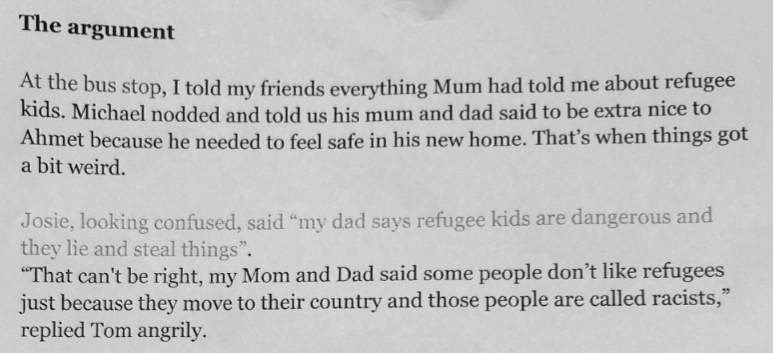 The argument
At the bus stop, I told my friends everything Mum had told me about refugee
kids. Michael nodded and told us his mum and dad said to be extra nice to
Ahmet because he needed to feel safe in his new home. That’s when things got
a bit weird.
Josie, looking confused, said “my dad says refugee kids are dangerous and
they lie and steal things”.
“That can't be right, my Mom and Dad said some people don’t like refugees
just because they move to their country and those people are called racists,”
replied Tom angrily.